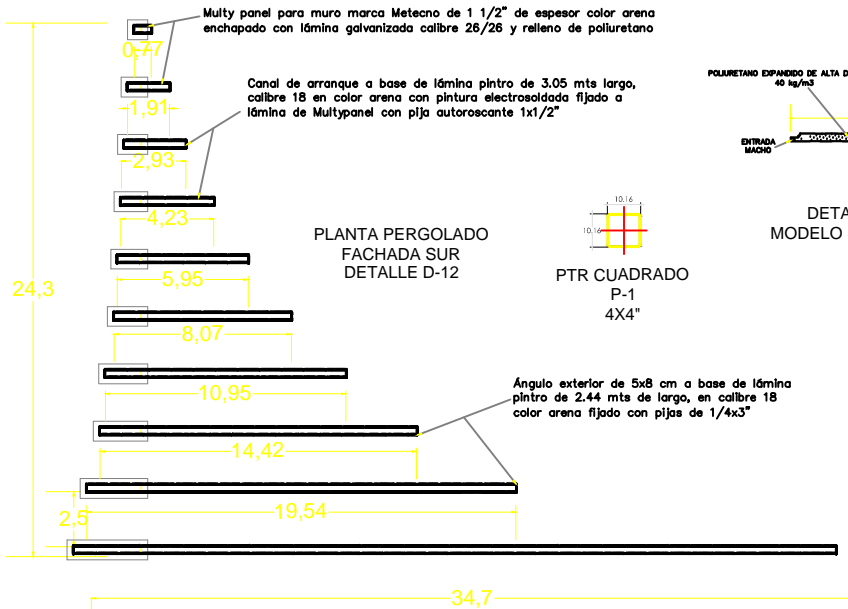 Multy panel para muro marca Metecno de 1 1/2" de espesor color arena
enchapado con lámina galvanizada calibre 26/26 y relleno de poliuretano
0,77
Canal de arranque a base de lámina pintro de 3.05 mts largo,
calibre 18 en color arena con pintura electrosoldada fijado a
lámina de Multypanel con pija autoroscante 1x1/2"
POLIURETANO EXPANDIDO DE ALTA D
40 kg/m3
1,91
ENTRADA
MACHO
2,93
10.16
10.16
4,23
PLANTA PERGOLADO
FACHADA SUR
DETALLE D-12
DETA
MODELO
PTR CUADRADO
P-1
4X4"
5,95
24,3
8,07
10,95
Ángulo exterior de 5x8 cm a base de lámina
pintro de 2.44 mts de largo, en calibre 18
color arena fijado con pijas de 1/4x3"
14,42
19,54
2,5
34,7